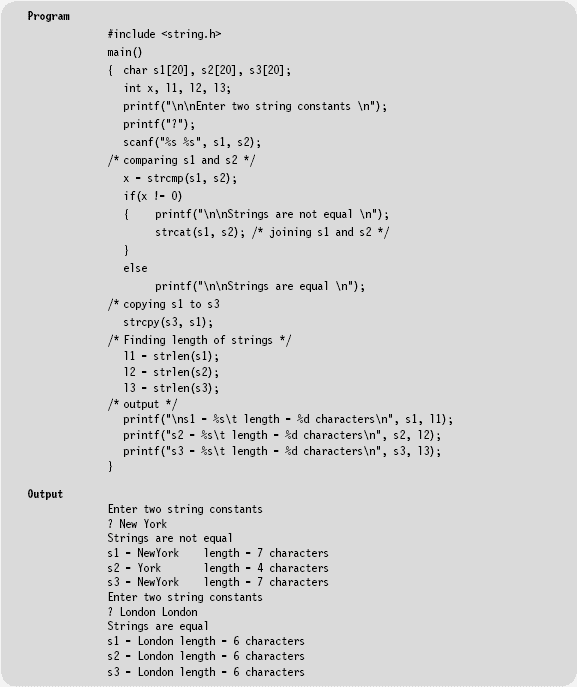 Program
#include <string.h>
main()
{ char s1[20], s2[20], s3[20];
int x, l1, l2, l3;
printf("\n\nEnter two string constants \n");
printf("?");
scanf("%s %s", s1, s2);
/* comparing s1 and s2 */
x = strcmp(s1, s2);
if(x != 0)
{ printf("\n\nStrings are not equal \n");
strcat(s1, s2); /* joining s1 and s2 */
}
else
printf("\n\nStrings are equal \n");
/* copying s1 to s3
strcpy(s3, s1);
/* Finding length of strings */
l1 = strlen(s1);
l2 = strlen(s2);
l3 = strlen(s3);
/* output */
printf("\ns1 = %s\t length = %d characters\n", s1, l1);
printf("s2 = %s\t length = %d characters\n", s2, l2);
printf("s3 = %s\t length = %d characters\n", s3, l3);
}
Output
Enter two string constants
? New York
Strings are not equal
s1 = NewYork length = 7 characters
s2 = York length = 4 characters
s3 = NewYork length = 7 characters
Enter two string constants
? London London
Strings are equal
s1 = London length = 6 characters
s2 = London length = 6 characters
s3 = London length = 6 characters